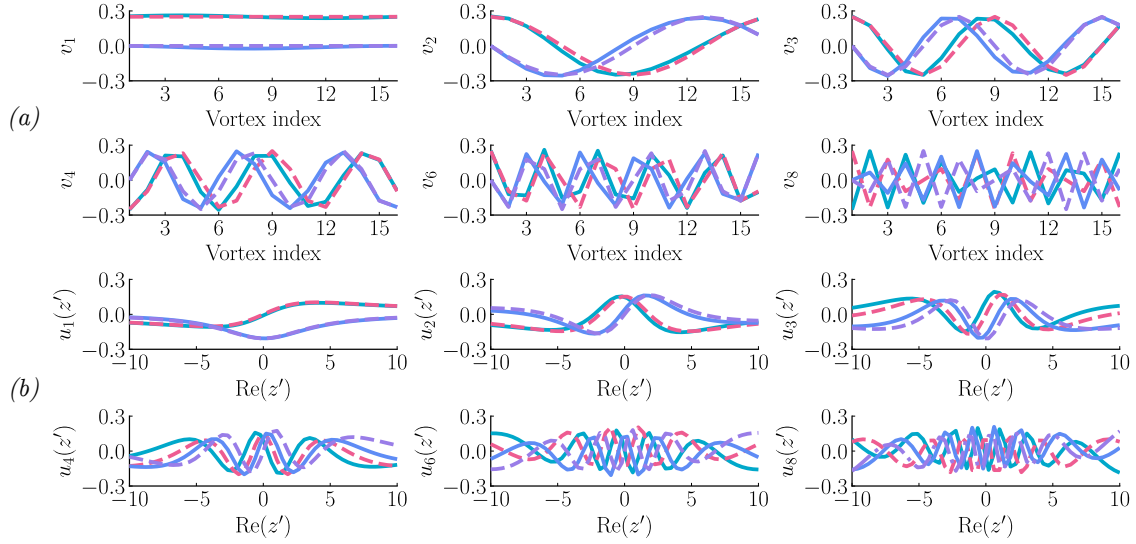 (a)
v₁
0.3
0.0
−0.3
3 6 9 12 15
Vortex index
v₂
0.3
0.0
−0.3
3 6 9 12 15
Vortex index
v₃
0.3
0.0
−0.3
3 6 9 12 15
Vortex index
v₄
0.3
0.0
−0.3
3 6 9 12 15
Vortex index
v₆
0.3
0.0
−0.3
3 6 9 12 15
Vortex index
v₈
0.3
0.0
−0.3
3 6 9 12 15
Vortex index
(b)
u₁(z′)
0.3
0.0
−0.3
−10 −5 0 5 10
Re(z′)
u₂(z′)
0.3
0.0
−0.3
−10 −5 0 5 10
Re(z′)
u₃(z′)
0.3
0.0
−0.3
−10 −5 0 5 10
Re(z′)
u₄(z′)
0.3
0.0
−0.3
−10 −5 0 5 10
Re(z′)
u₆(z′)
0.3
0.0
−0.3
−10 −5 0 5 10
Re(z′)
u₈(z′)
0.3
0.0
−0.3
−10 −5 0 5 10
Re(z′)